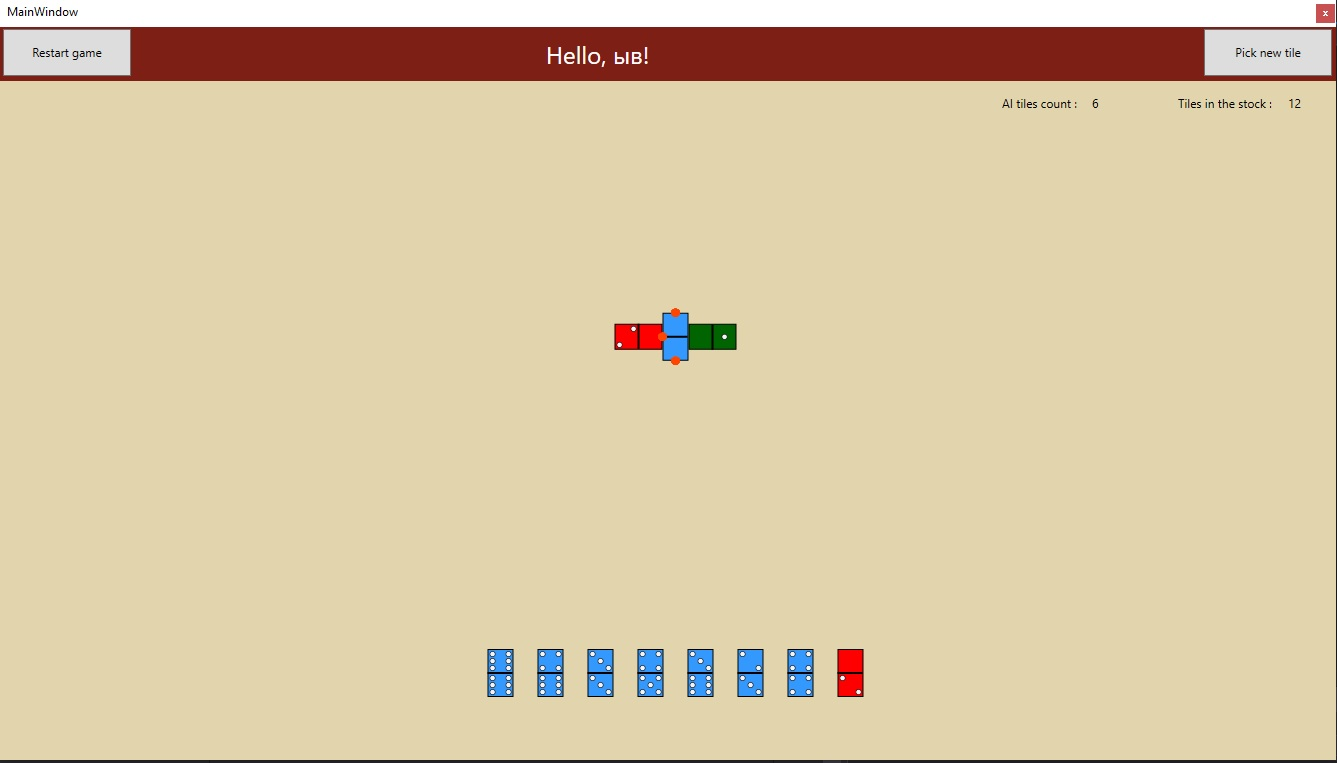 MainWindow
x
Restart game
Hello, ыв!
Pick new tile
AI tiles count : 6
Tiles in the stock : 12